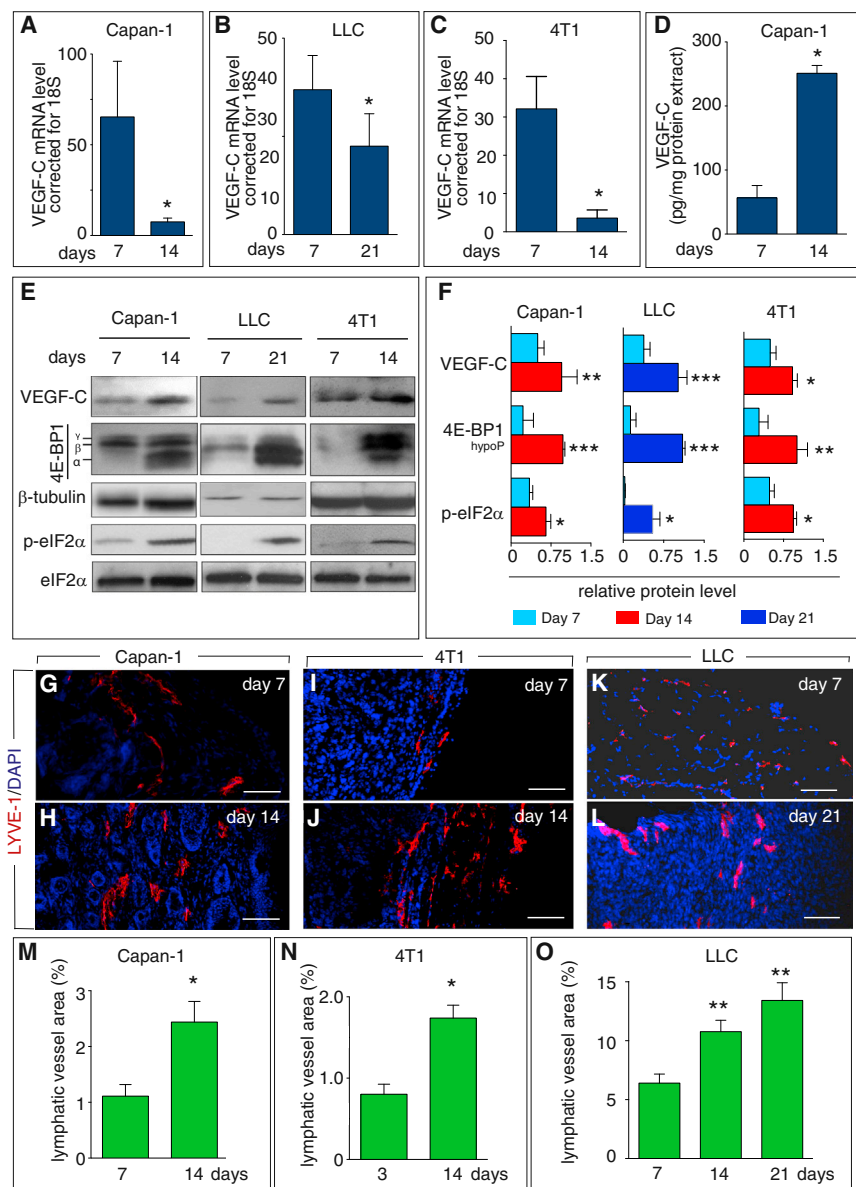 A
Capan-1
VEGF-C mRNA level
corrected for 18S
100
50
0
*
days 7 14
B
LLC
VEGF-C mRNA level
corrected for 18S
50
40
30
20
10
0
*
days 7 21
C
4T1
VEGF-C mRNA level
corrected for 18S
50
40
30
20
10
0
*
days 7 14
D
Capan-1
VEGF-C
(pg/mg protein extract)
300
200
100
0
*
days 7 14
E
Capan-1 LLC 4T1
days 7 14 7 21 7 14
VEGF-C
4E-BP1
γ
β
α
β-tubulin
p-eIF2α
eIF2α
F
Capan-1 LLC 4T1
VEGF-C ** *** *
4E-BP1 *** *** **
hypoP
p-eIF2α * * *
0 0.75 1.5 0 0.75 1.5 0 0.75 1.5
relative protein level
Day 7 Day 14 Day 21
LYVE-1/DAPI
Capan-1 4T1 LLC
G day 7
I day 7
K day 7
H day 14
J day 14
L day 21
M
Capan-1
lymphatic vessel area (%)
3
2
1
0
*
7 14 days
N
4T1
lymphatic vessel area (%)
2.0
1.0
0
*
3 14 days
O
LLC
lymphatic vessel area (%)
15
10
5
0
** **
7 14 21 days